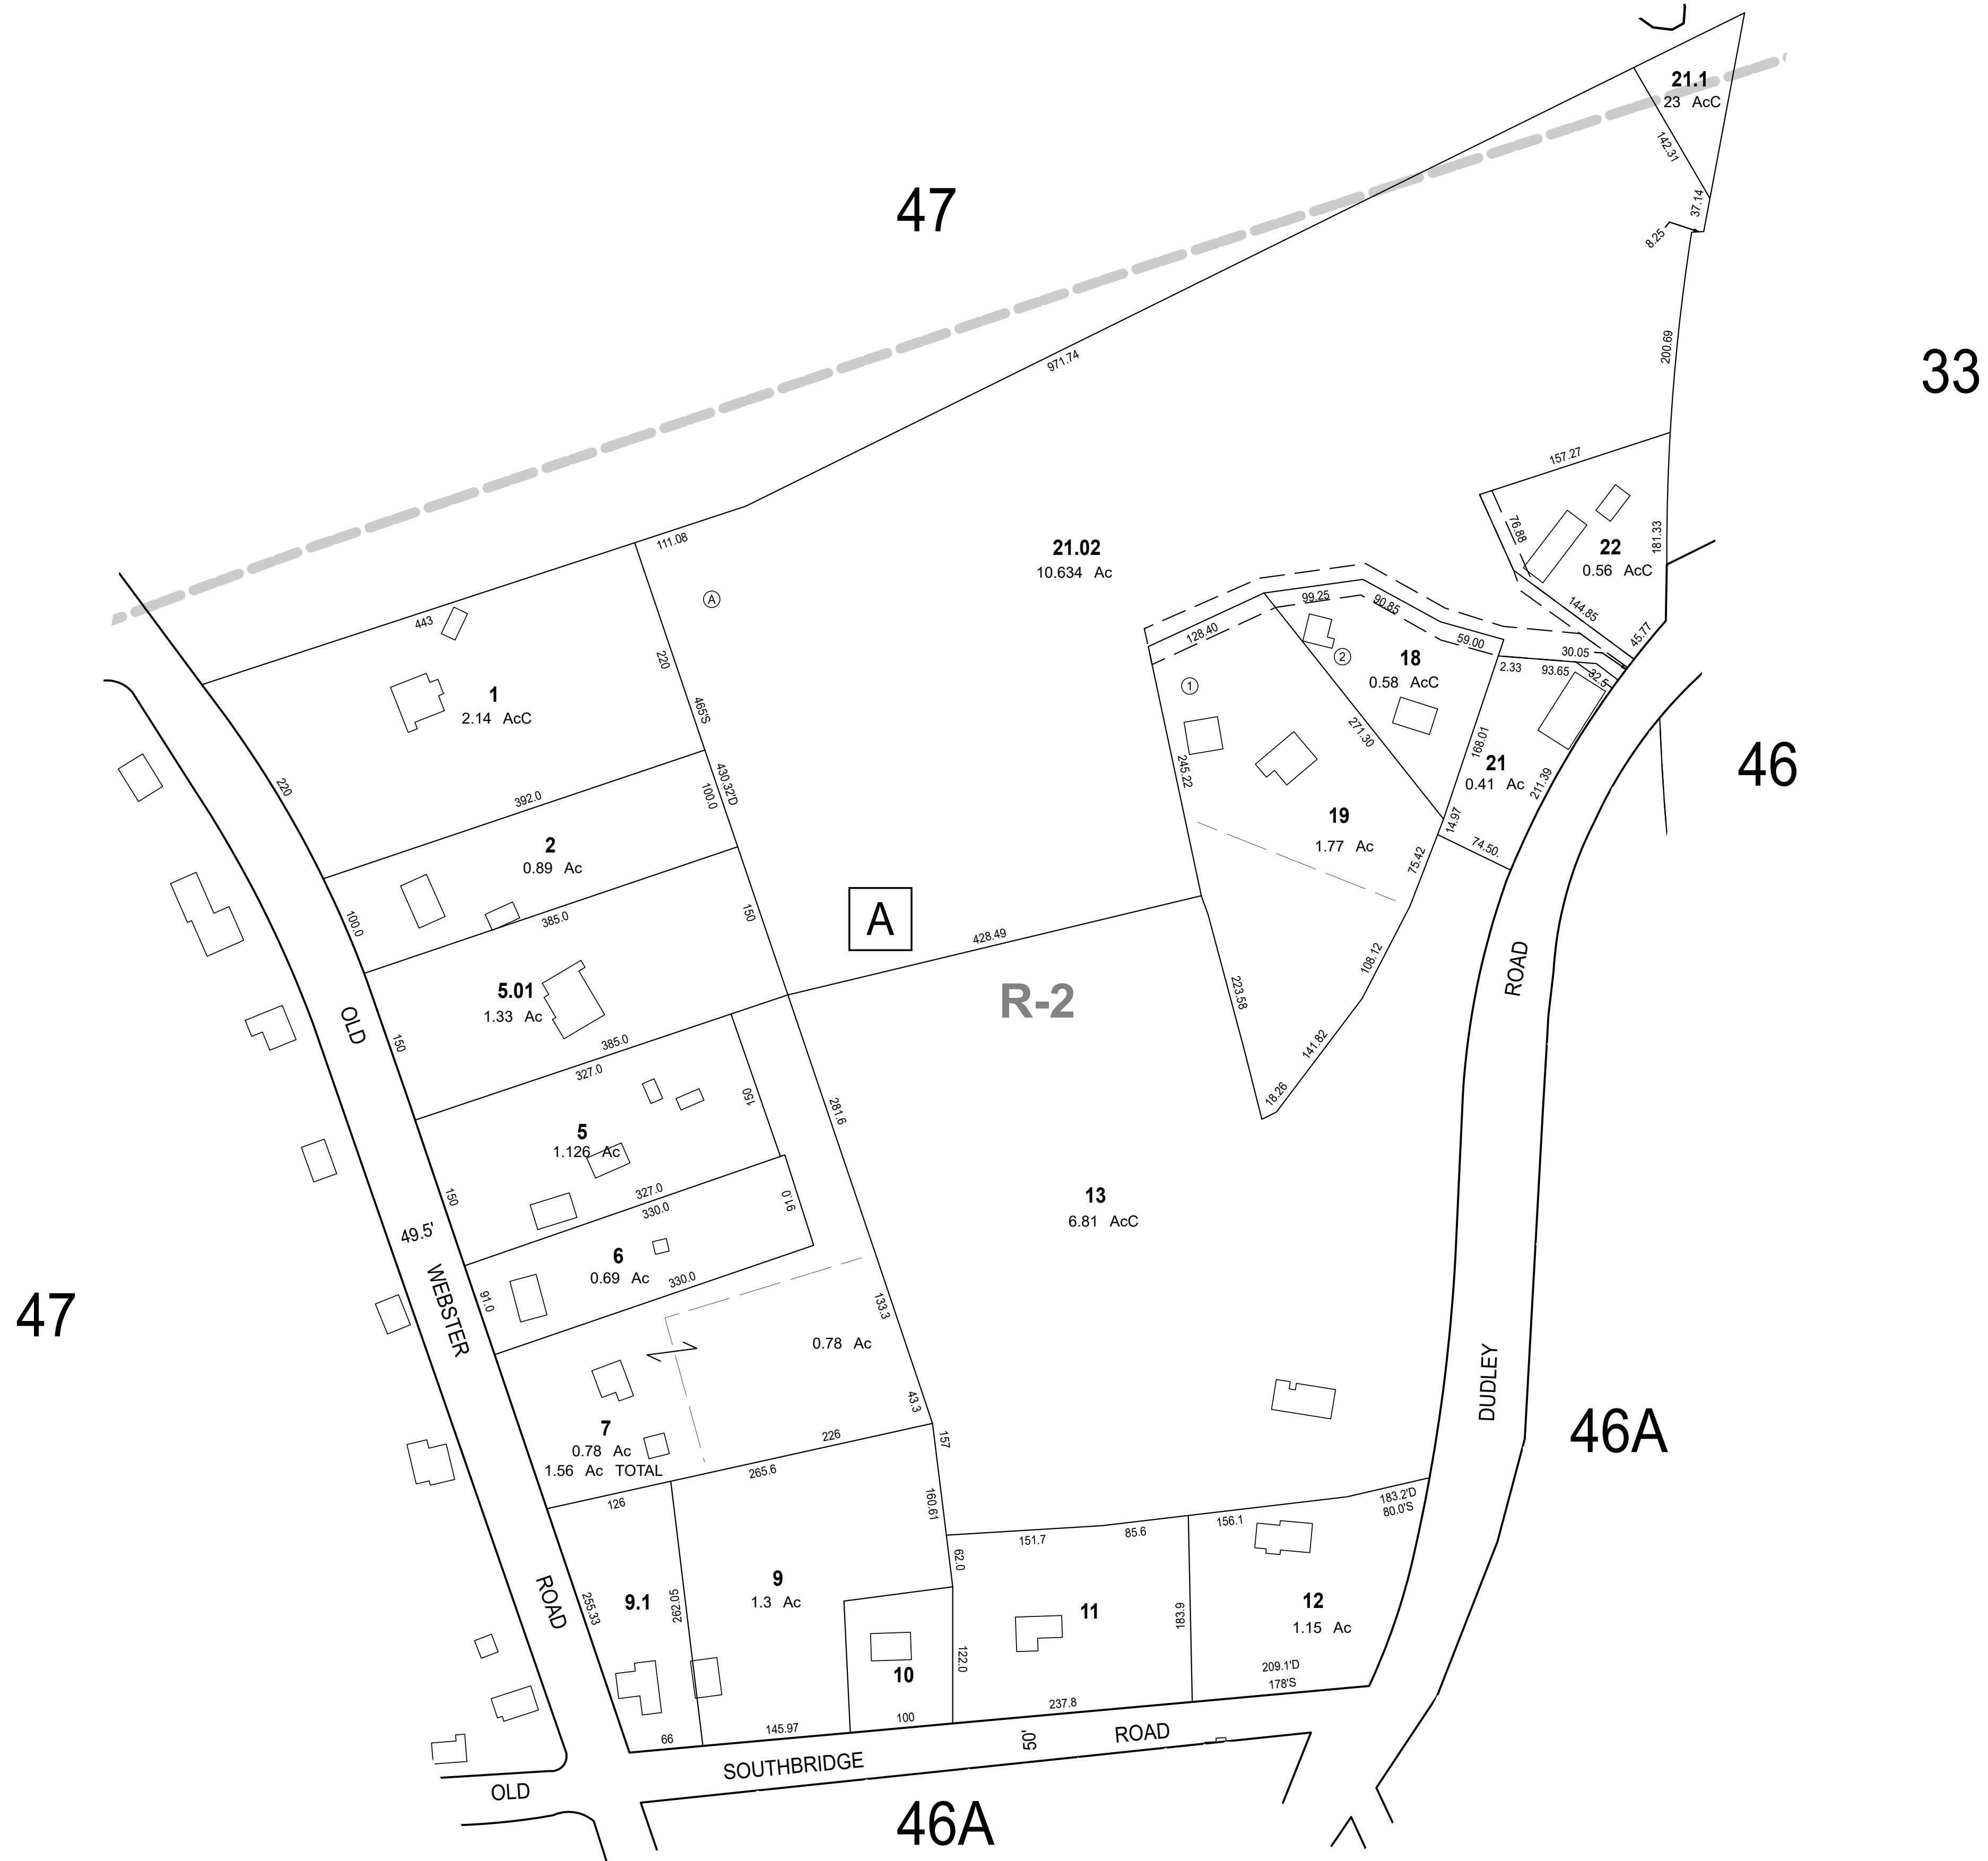 21.1
23 AcC
142.31
37.14
8.25
47
971.74
200.69
33
157.27
76.88
22
0.56 AcC
181.33
144.85
45.77
111.08
21.02
10.634 Ac
A
443
220
465'S
1
2.14 AcC
220
430.32'D
392.0
100.0
128.40
99.25
90.85
59.00
30.05
2.33
93.65
32.5
2
18
0.58 AcC
1
271.30
168.01
245.22
21
0.41 Ac
211.39
46
19
1.77 Ac
14.97
74.50.
75.42
2
0.89 Ac
100.0
385.0
150
A
428.49
R-2
108.12
223.58
141.82
18.26
5.01
1.33 Ac
OLD
150
385.0
327.0
150
281.6
5
1.126 Ac
150
327.0
330.0
91.0
49.5'
WEBSTER
6
0.69 Ac
330.0
91.0
133.3
13
6.81 AcC
ROAD
DUDLEY
47
0.78 Ac
43.3
7
0.78 Ac
1.56 Ac TOTAL
226
265.6
126
157
160.61
46A
183.2'D
80.0'S
151.7
85.6
156.1
62.0
ROAD
255.33
9.1
262.05
9
1.3 Ac
11
183.9
12
1.15 Ac
10
122.0
209.1'D
178'S
66
145.97
100
237.8
50'
OLD
SOUTHBRIDGE
ROAD
46A